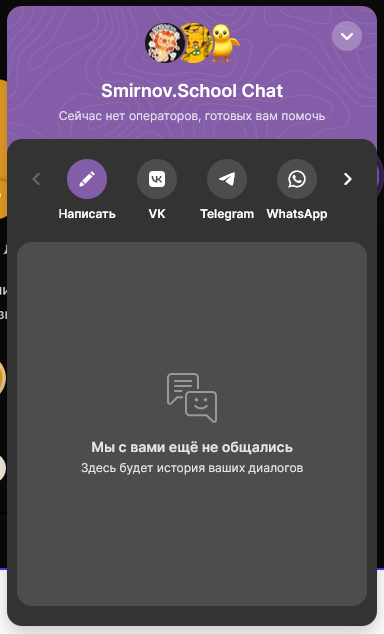 Smirnov.School Chat
Сейчас нет операторов, готовых вам помочь
Написать
VK
Telegram
WhatsApp
Мы с вами ещё не общались
Здесь будет история ваших диалогов